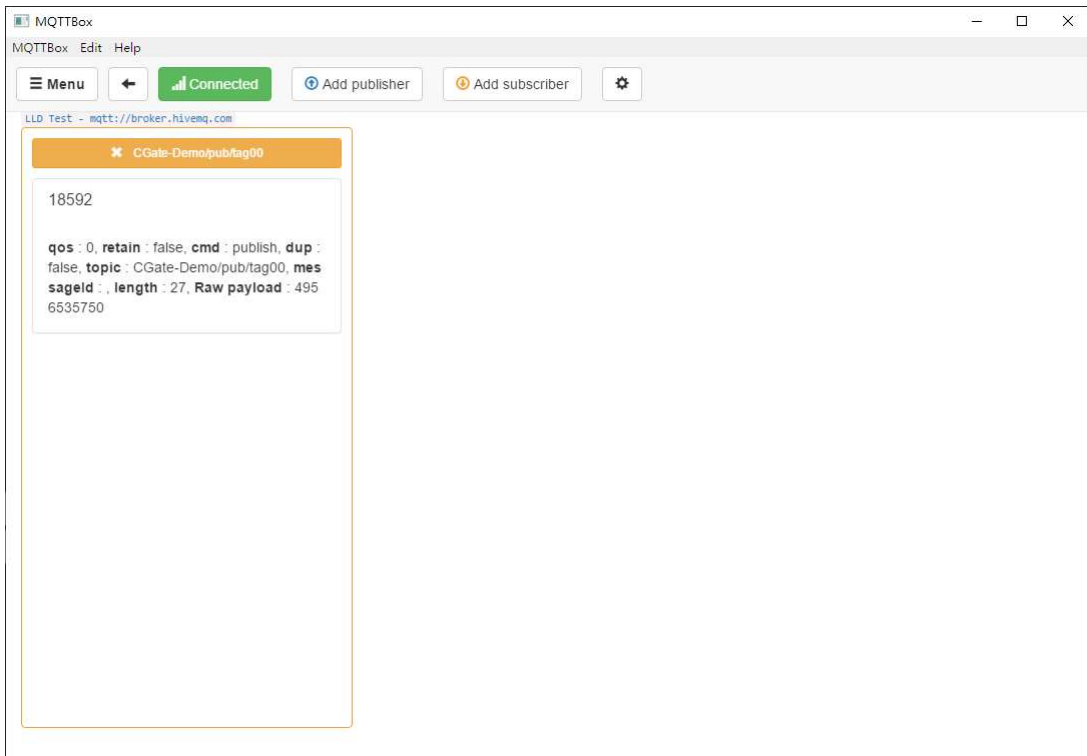 MQTTBox
MQTTBox Edit Help
Menu Connected Add publisher Add subscriber
LLD Test - mqtt://broker.hivemq.com
CGate-Demo/pub/tag00
18592
qos : 0, retain : false, cmd : publish, dup :
false, topic : CGate-Demo/pub/tag00, mes
sageId : , length : 27, Raw payload : 495
6535750